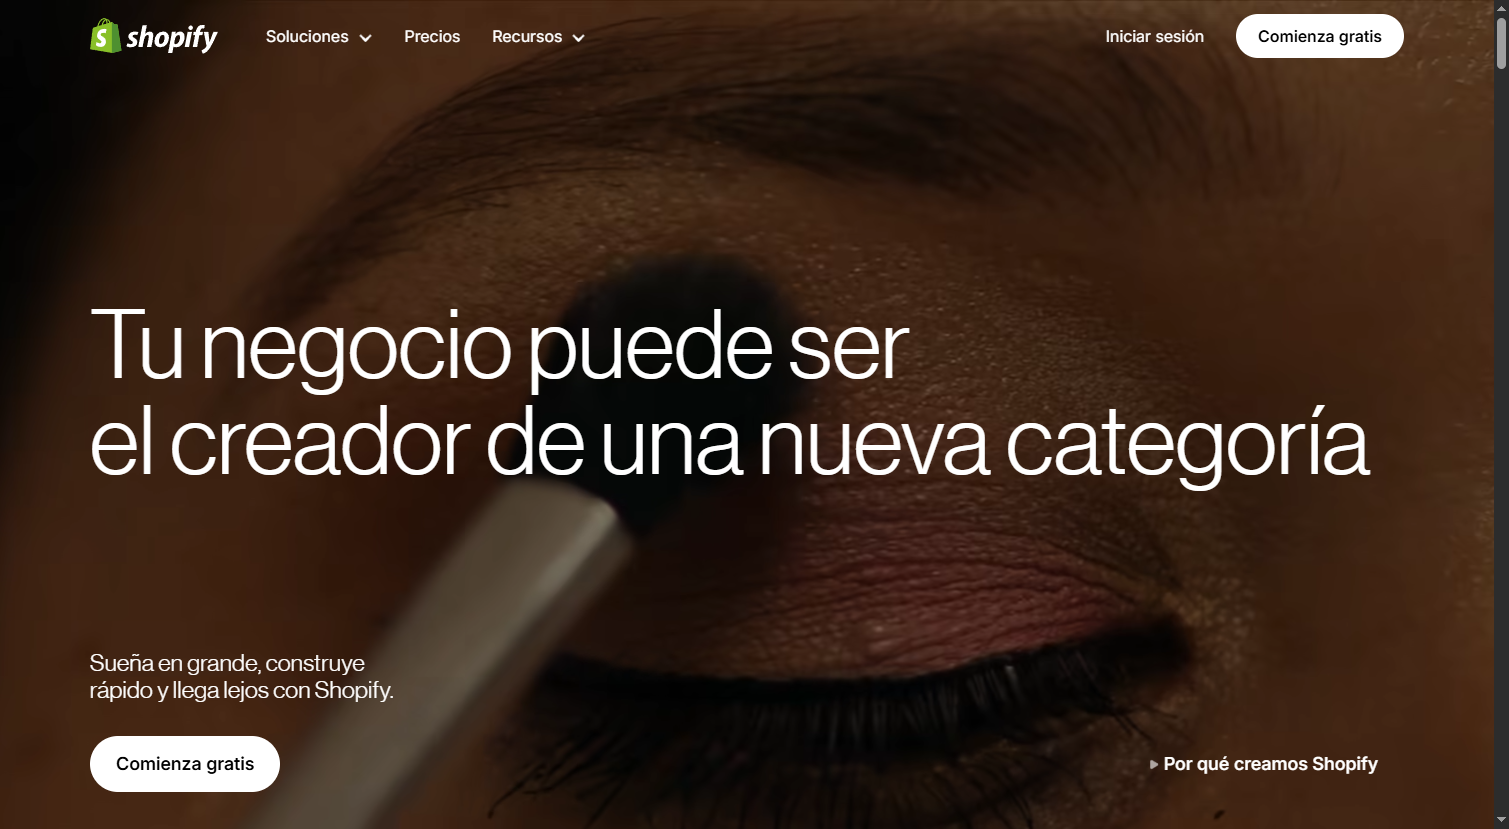 shopify
Soluciones
Precios
Recursos
Iniciar sesión
Comienza gratis
Tu negocio puede ser
el creador de una nueva categoría
Sueña en grande, construye
rápido y llega lejos con Shopify.
Comienza gratis
Por qué creamos Shopify